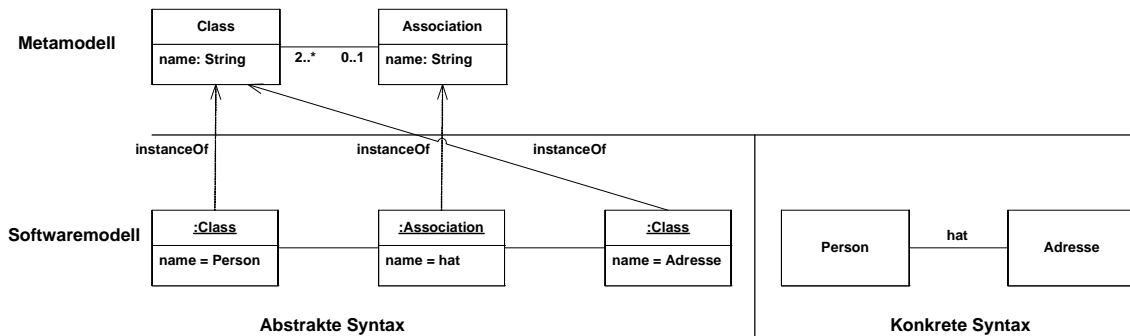 Metamodell
Class
name: String
2..*
0..1
Association
name: String
instanceOf
instanceOf
instanceOf
Softwaremodell
:Class
name = Person
:Association
name = hat
:Class
name = Adresse
Person
hat
Adresse
Abstrakte Syntax
Konkrete Syntax